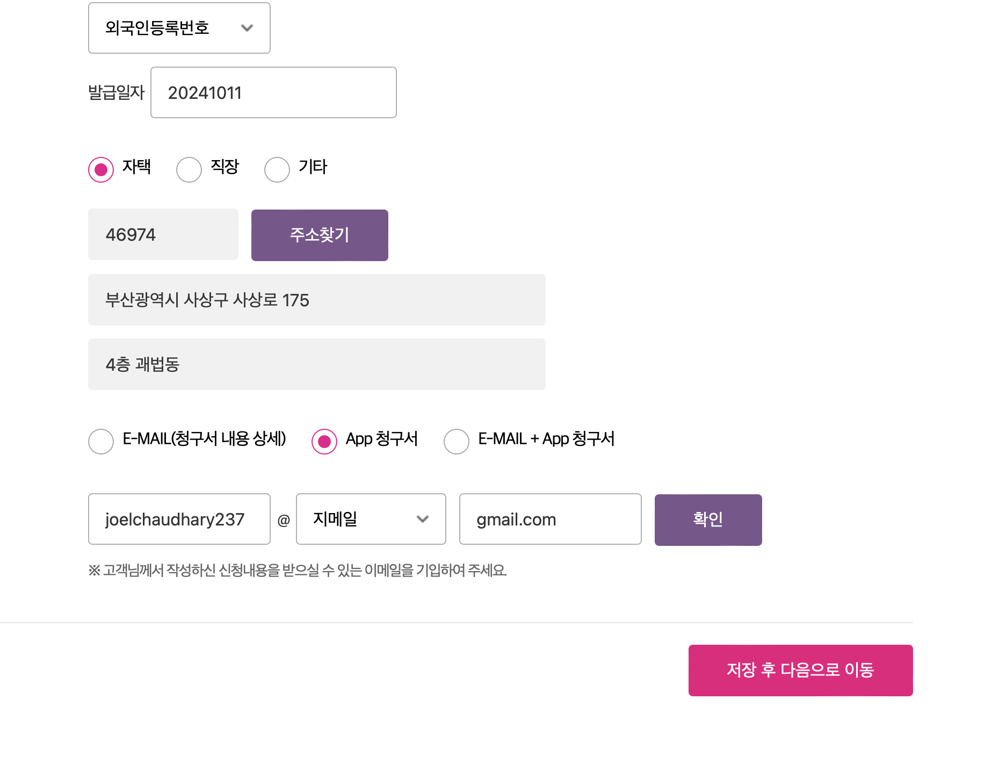 외국인등록번호
발급일자 20241011
자택 직장 기타
46974 주소찾기
부산광역시 사상구 사상로 175
4층 괘법동
E-MAIL(청구서 내용 상세) App 청구서 E-MAIL + App 청구서
joelchaudhary237 @ 지메일 gmail.com 확인
※ 고객님께서 작성하신 신청내용을 받으실 수 있는 이메일을 기입하여 주세요.
저장 후 다음으로 이동